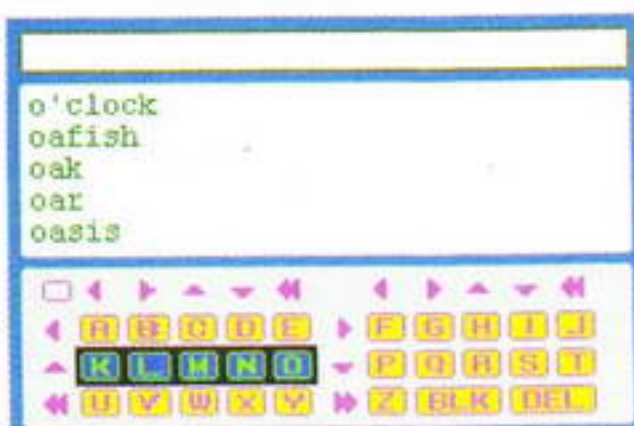 o'clock
oafish
oak
oar
oasis
A B C D E F G H I J
K L M N O P Q R S T
U V W X Y Z BLK DEL